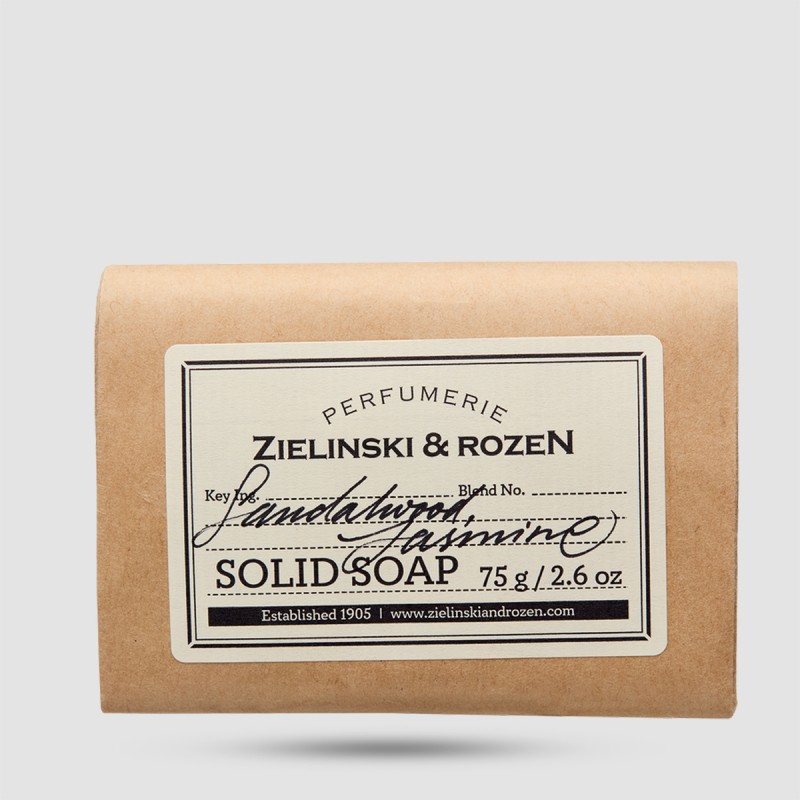 PERFUMERIE
ZIELINSKI & ROZEN
Key Ing. Blend No.
Sandalwood,
Jasmine
SOLID SOAP 75 g / 2.6 oz
Established 1905 | www.zielinskiandrozen.com